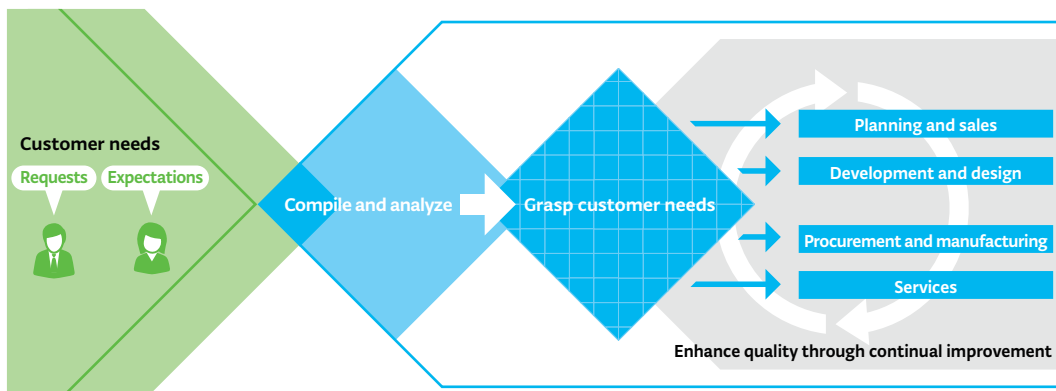 Customer needs
Requests
Expectations
Compile and analyze
Grasp customer needs
Planning and sales
Development and design
Procurement and manufacturing
Services
Enhance quality through continual improvement